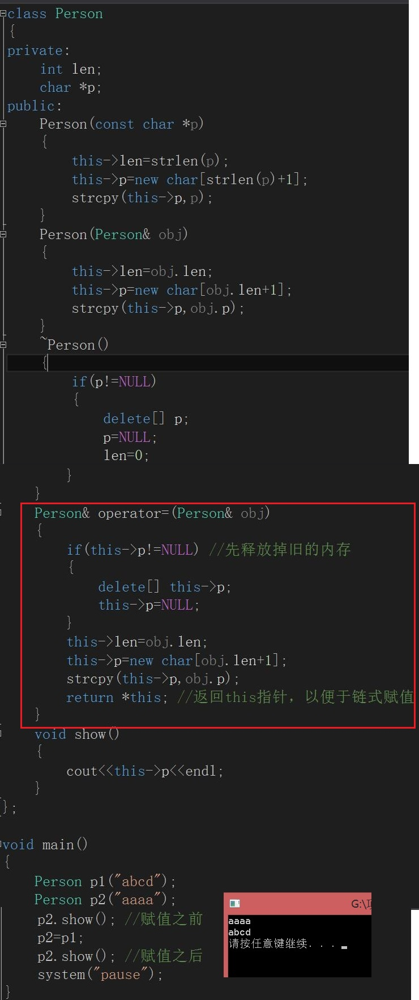 class Person
{
private:
int len;
char *p;
public:
Person(const char *p)
{
this->len=strlen(p);
this->p=new char[strlen(p)+1];
strcpy(this->p,p);
}
Person(Person& obj)
{
this->len=obj.len;
this->p=new char[obj.len+1];
strcpy(this->p,obj.p);
}
~Person()
{
if(p!=NULL)
{
delete[] p;
p=NULL;
len=0;
}
}
Person& operator=(Person& obj)
{
if(this->p!=NULL) //先释放掉旧的内存
{
delete[] this->p;
this->p=NULL;
}
this->len=obj.len;
this->p=new char[obj.len+1];
strcpy(this->p,obj.p);
return *this; //返回this指针，以便于链式赋值
}
void show()
{
cout<<this->p<<endl;
}
};
void main()
{
Person p1("abcd");
Person p2("aaaa");
p2.show(); //赋值之前
p2=p1;
p2.show(); //赋值之后
system("pause");
}
G:\项
aaaa
abcd
请按任意键继续. . .